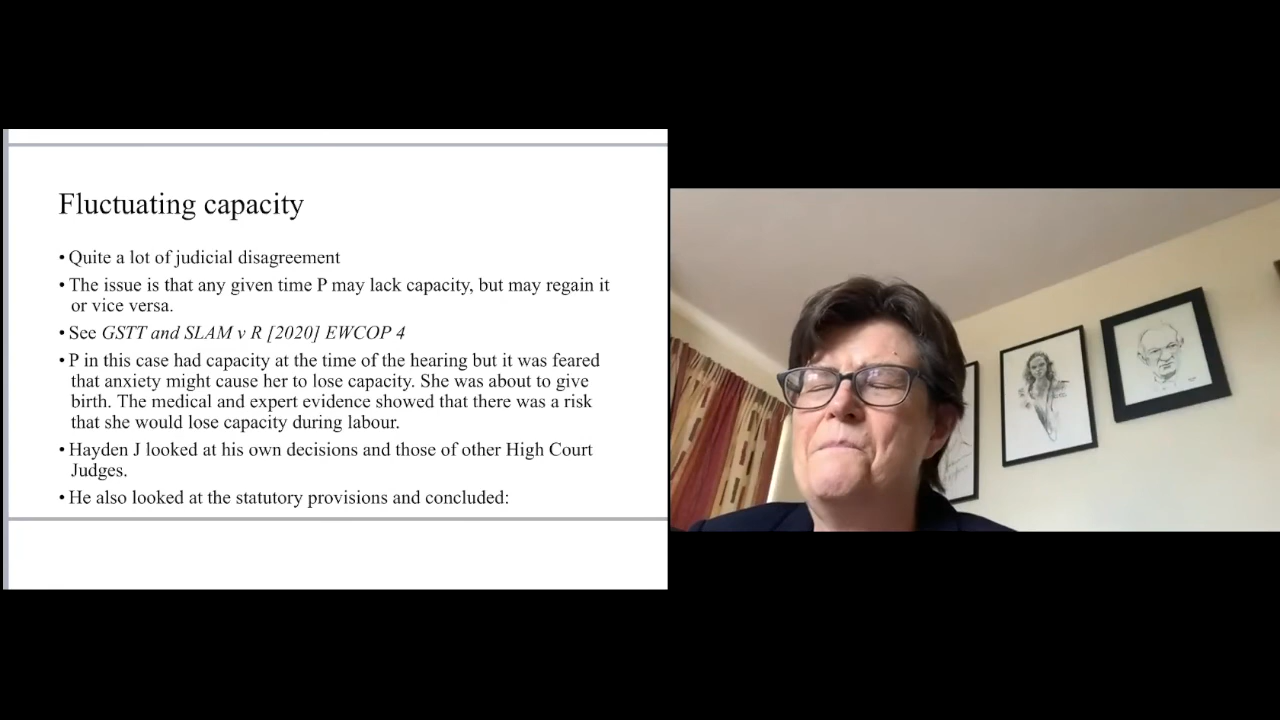 Fluctuating capacity
• Quite a lot of judicial disagreement
• The issue is that any given time P may lack capacity, but may regain it
or vice versa.
• See GSTT and SLAM v R [2020] EWCOP 4
• P in this case had capacity at the time of the hearing but it was feared
that anxiety might cause her to lose capacity. She was about to give
birth. The medical and expert evidence showed that there was a risk
that she would lose capacity during labour.
• Hayden J looked at his own decisions and those of other High Court
Judges.
• He also looked at the statutory provisions and concluded: